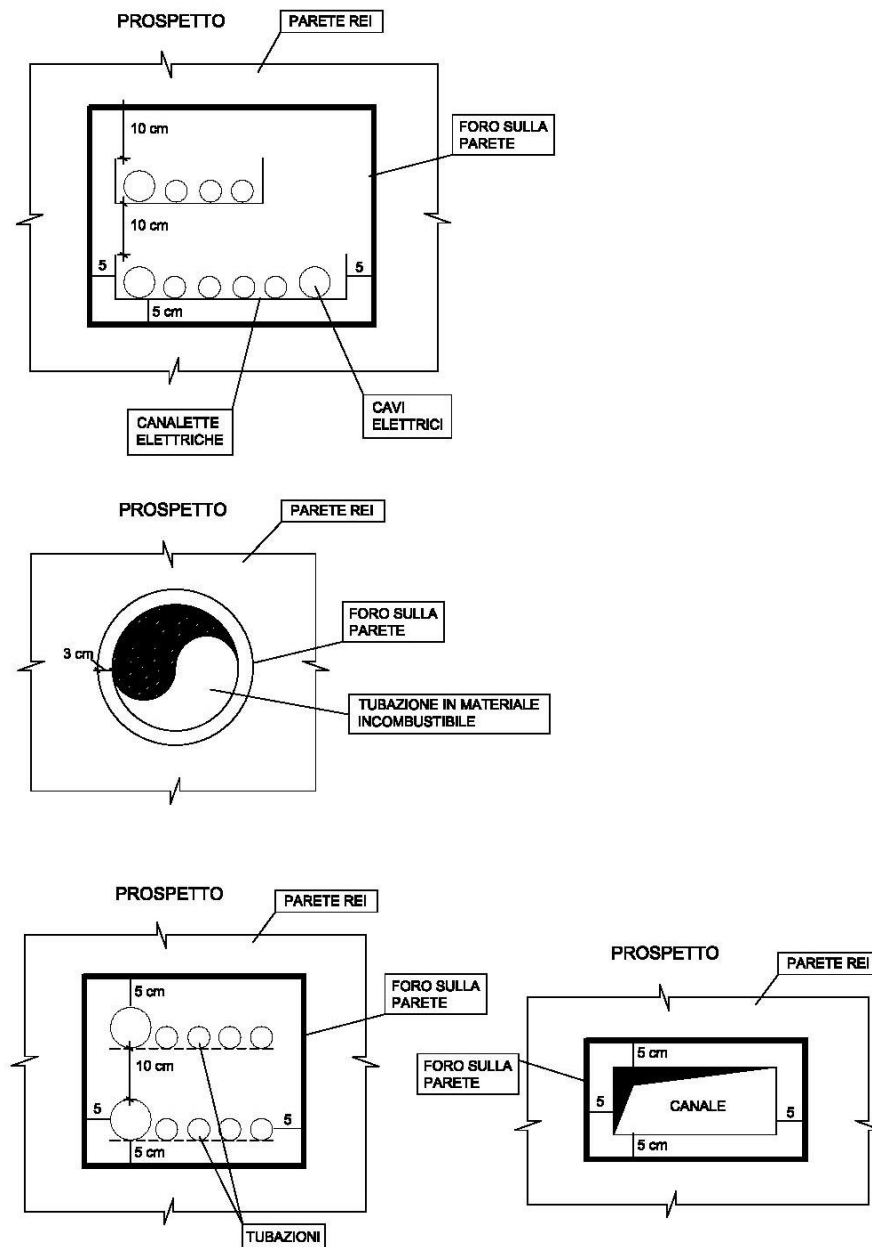 PROSPETTO
PARETE REI
10 cm
FORO SULLA
PARETE
10 cm
5
5
5 cm
CANALETTE
ELETTRICHE
CAVI
ELETTRICI
PROSPETTO
PARETE REI
FORO SULLA
PARETE
3 cm
TUBAZIONE IN MATERIALE
INCOMBUSTIBILE
PROSPETTO
PARETE REI
5 cm
FORO SULLA
PARETE
10 cm
5
5
5 cm
TUBAZIONI
PROSPETTO
PARETE REI
FORO SULLA
PARETE
5 cm
5
CANALE
5
5 cm